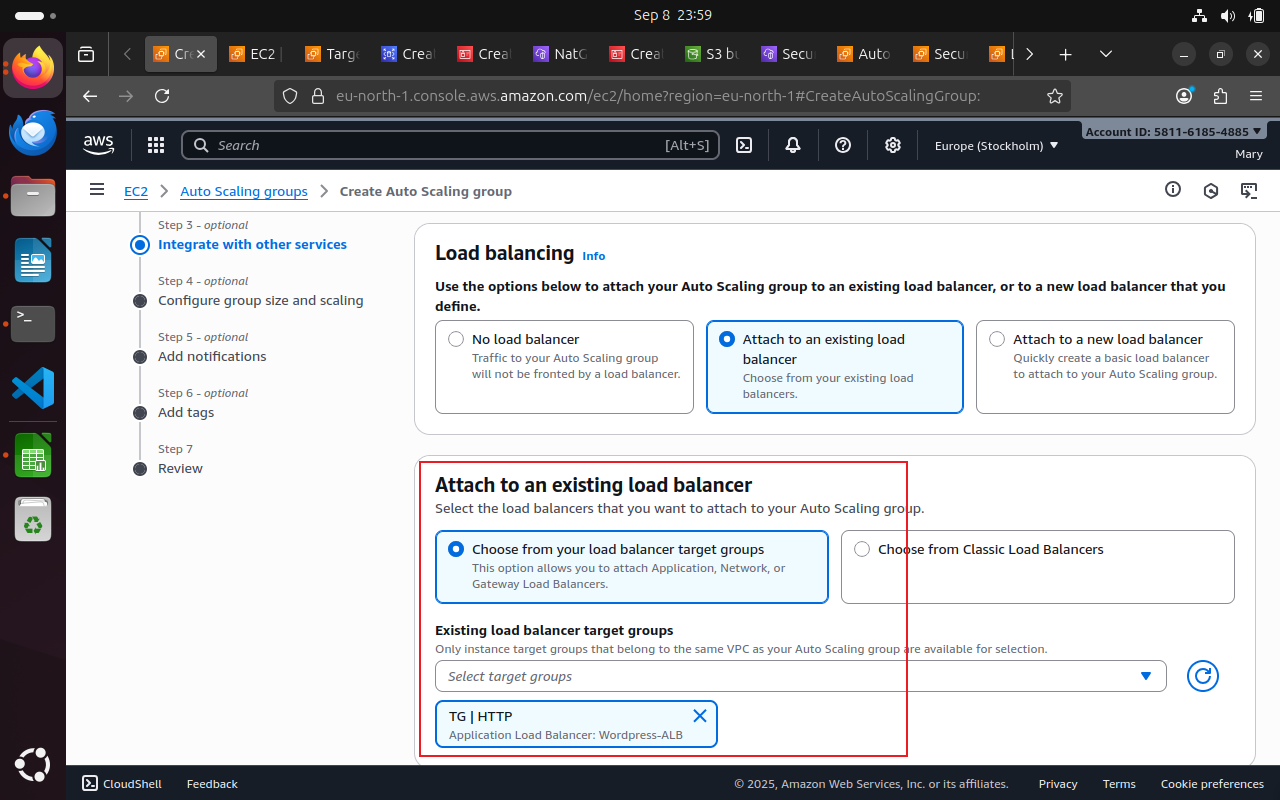 Sep 8 23:59
Cre
EC2 |
Targe
Creat
Creat
NatG
Creat
S3 bu
Secu
Auto
Secu
eu-north-1.console.aws.amazon.com/ec2/home?region=eu-north-1#CreateAutoScalingGroup:
aws
Search
[Alt+S]
Europe (Stockholm)
Account ID: 5811-6185-4885
Mary
EC2
Auto Scaling groups
Create Auto Scaling group
Step 3 - optional
Integrate with other services
Step 4 - optional
Configure group size and scaling
Step 5 - optional
Add notifications
Step 6 - optional
Add tags
Step 7
Review
Load balancing Info
Use the options below to attach your Auto Scaling group to an existing load balancer, or to a new load balancer that you
define.
No load balancer
Traffic to your Auto Scaling group
will not be fronted by a load balancer.
Attach to an existing load
balancer
Choose from your existing load
balancers.
Attach to a new load balancer
Quickly create a basic load balancer
to attach to your Auto Scaling group.
Attach to an existing load balancer
Select the load balancers that you want to attach to your Auto Scaling group.
Choose from your load balancer target groups
This option allows you to attach Application, Network, or
Gateway Load Balancers.
Choose from Classic Load Balancers
Existing load balancer target groups
Only instance target groups that belong to the same VPC as your Auto Scaling group are available for selection.
Select target groups
TG | HTTP
Application Load Balancer: Wordpress-ALB
CloudShell
Feedback
© 2025, Amazon Web Services, Inc. or its affiliates.
Privacy
Terms
Cookie preferences